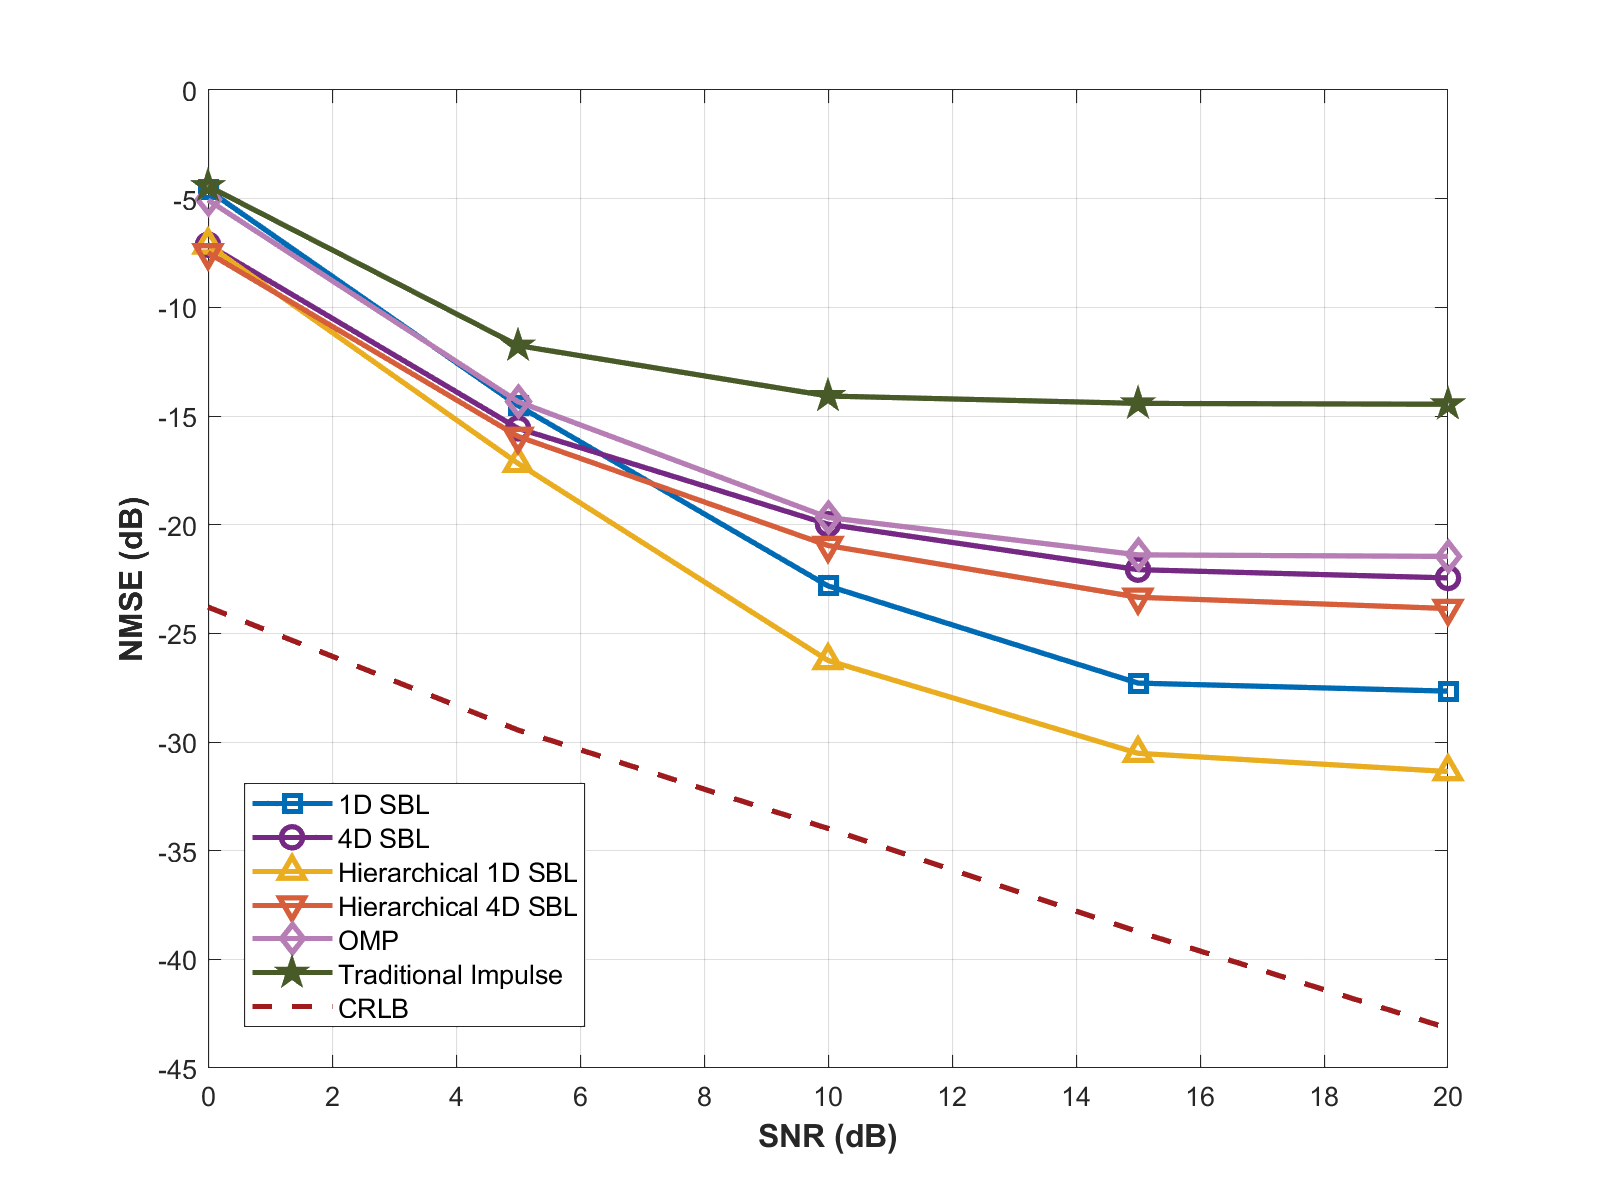 0
-5
-10
-15
-20
-25
-30
-35
-40
-45
NMSE (dB)
1D SBL
4D SBL
Hierarchical 1D SBL
Hierarchical 4D SBL
OMP
Traditional Impulse
CRLB
0 2 4 6 8 10 12 14 16 18 20
SNR (dB)